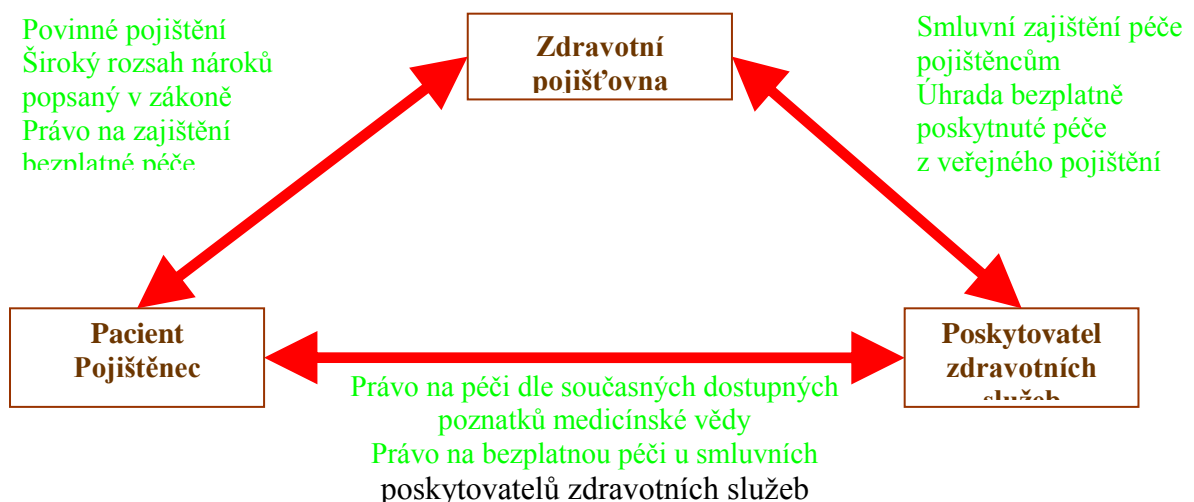 Povinné pojištění
Široký rozsah nároků
popsaný v zákoně
Právo na zajištění
bezplatné péče
Zdravotní
pojišťovna
Smluvní zajištění péče
pojištěncům
Úhrada bezplatně
poskytnuté péče
z veřejného pojištění
Pacient
Pojištěnec
Poskytovatel
zdravotních
služeb
Právo na péči dle současných dostupných
poznatků medicínské vědy
Právo na bezplatnou péči u smluvních
poskytovatelů zdravotních služeb